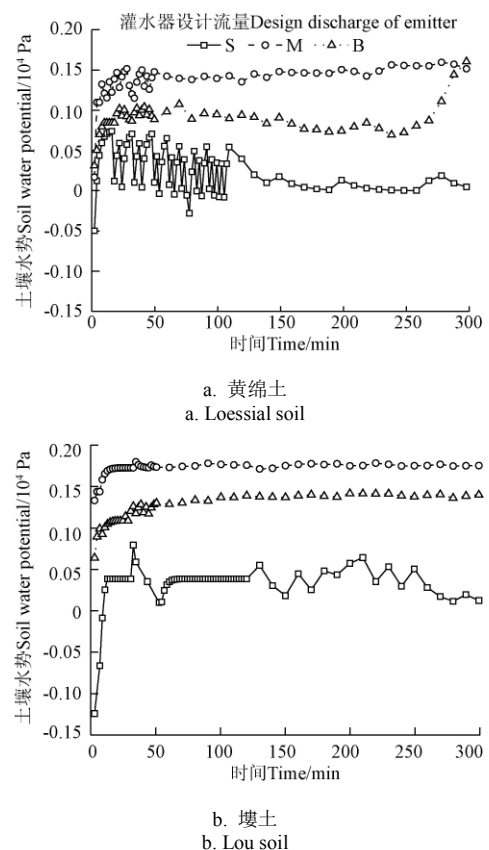 灌水器设计流量Design discharge of emitter
S M B
0.20
0.15
0.10
0.05
0
-0.05
-0.10
0.15
土壤水势Soil water potential/10⁴ Pa
0 50 100 150 200 250 300
时间Time/min
a. 黄绵土
a. Loessial soil
0.20
0.15
0.10
0.05
0
-0.05
-0.10
-0.15
土壤水势Soil water potential/10⁴ Pa
0 50 100 150 200 250 300
时间Time/min
b. 塿土
b. Lou soil